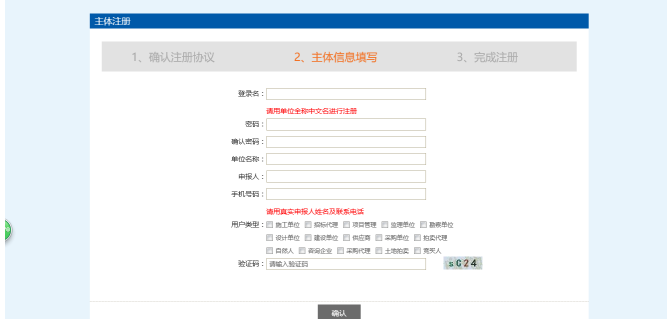 主体注册
1、确认注册协议 2、主体信息填写 3、完成注册
登录名：
请用单位全称中文名进行注册
密码：
确认密码：
单位名称：
申报人：
手机号码：
请用真实申报人姓名及联系电话
用户类型： 施工单位 招标代理 项目管理 监理单位 勘察单位
设计单位 建设单位 供应商 采购单位 拍卖代理
自然人 咨询企业 采购代理 土地拍卖 竞买人
验证码： 请输入验证码 sG24
确认